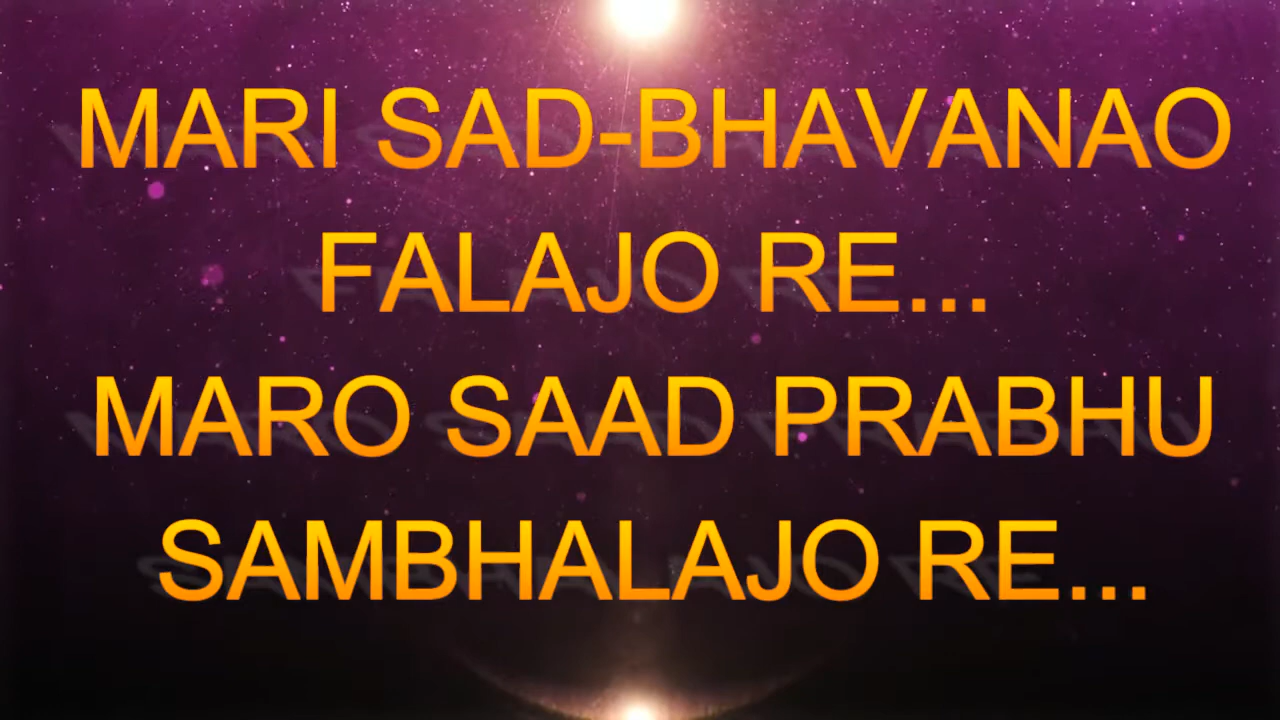 MARI SAD-BHAVANAO
FALAJO RE...
MARO SAAD PRABHU
SAMBHALAJO RE...